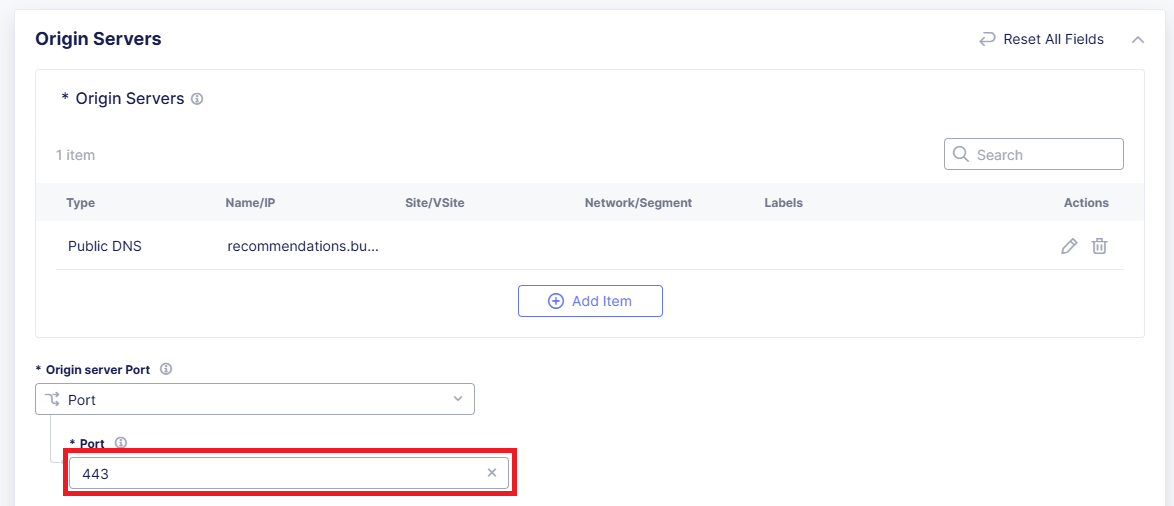 Origin Servers
Reset All Fields
* Origin Servers
1 item
Search
Type Name/IP Site/VSite Network/Segment Labels Actions
Public DNS recommendations.bu...
Add Item
* Origin server Port
Port
* Port
443